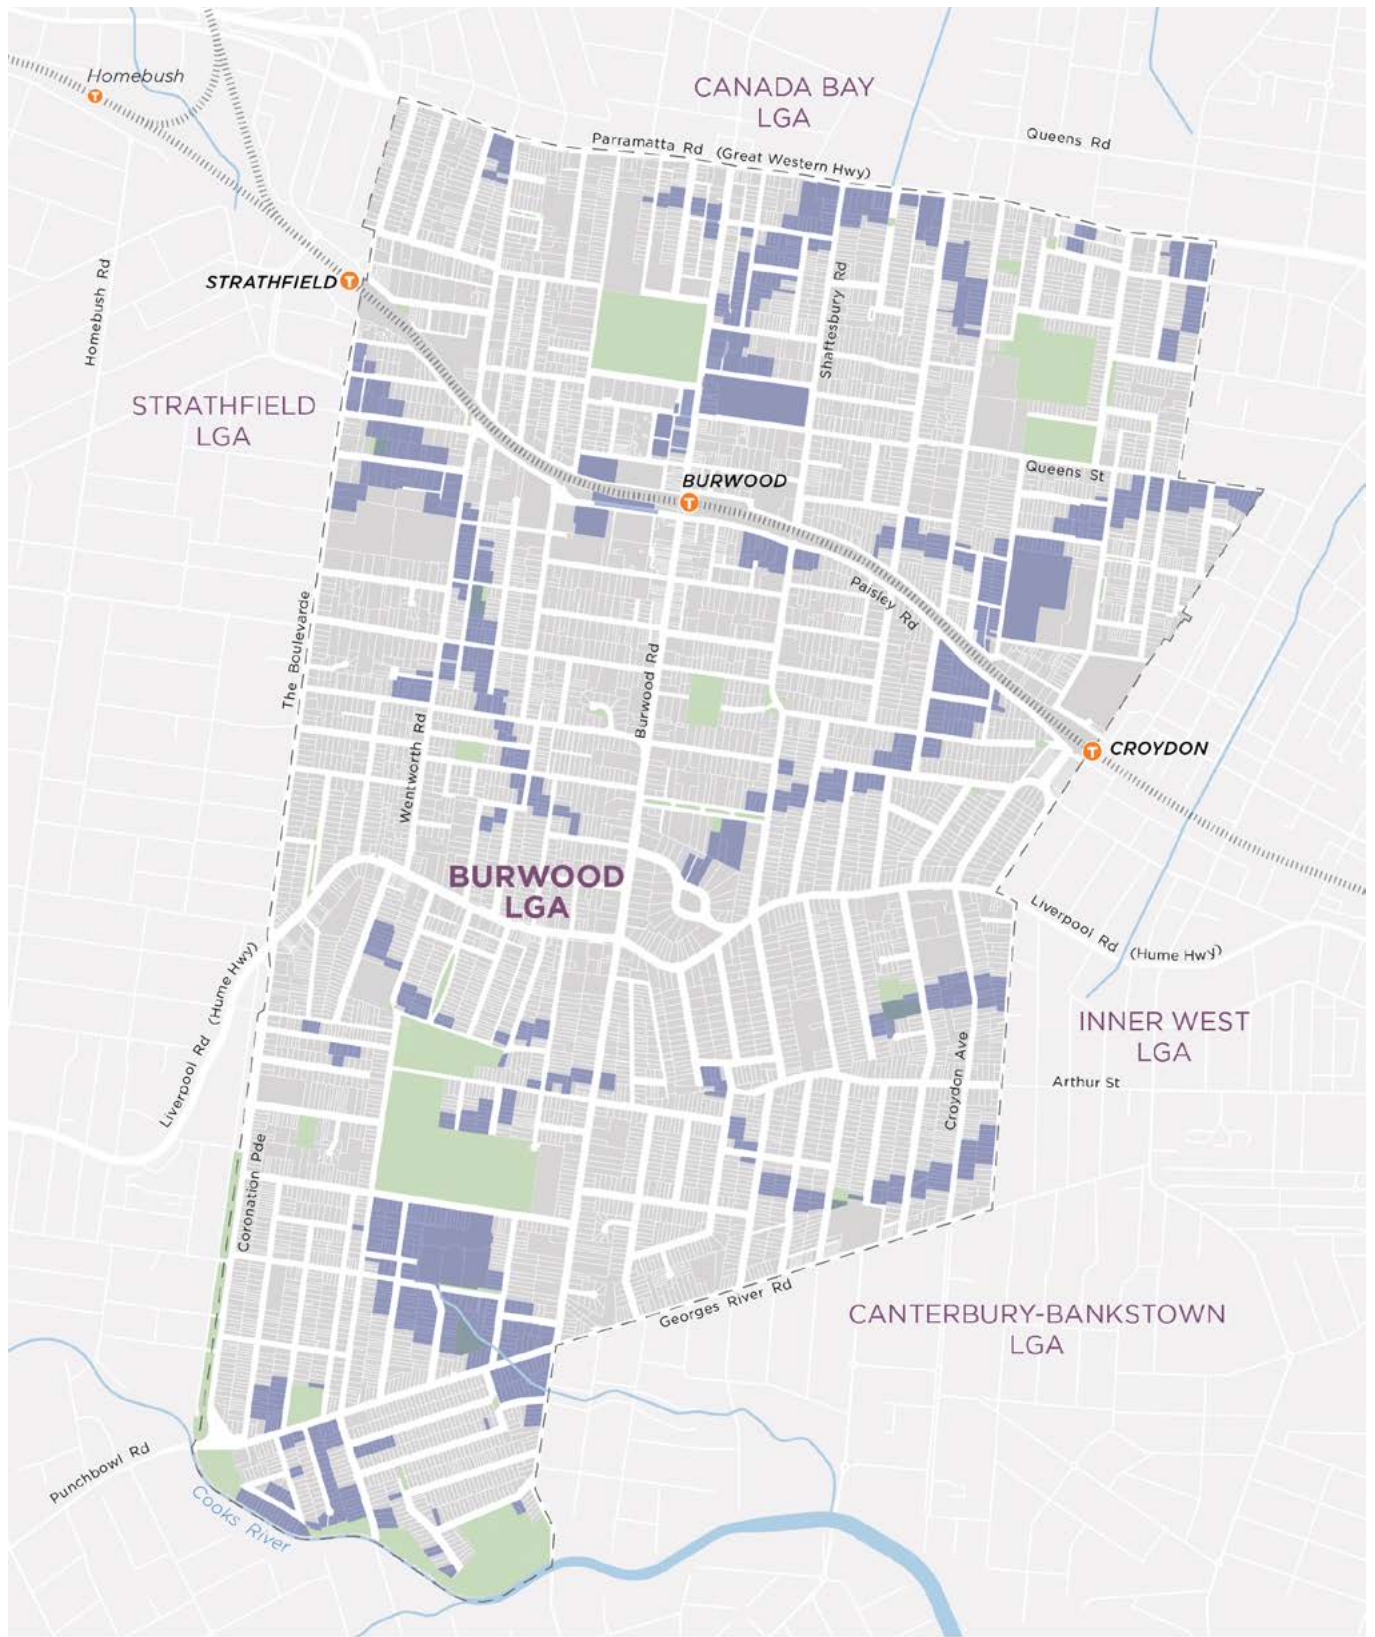 Homebush
CANADA BAY
LGA
Queens Rd
Parramatta Rd (Great Western Hwy)
STRATHFIELD
T
T
Homebush Rd
Shaftesbury Rd
STRATHFIELD
LGA
Queens St
BURWOOD
T
Paisley Rd
The Boulevarde
Burwood Rd
Wentworth Rd
CROYDON
T
BURWOOD
LGA
Liverpool Rd (Hume Hwy)
Liverpool Rd (Hume Hwy)
INNER WEST
LGA
Croydon Ave
Arthur St
Coronation Pde
Georges River Rd
CANTERBURY-BANKSTOWN
LGA
Punchbowl Rd
Cooks River